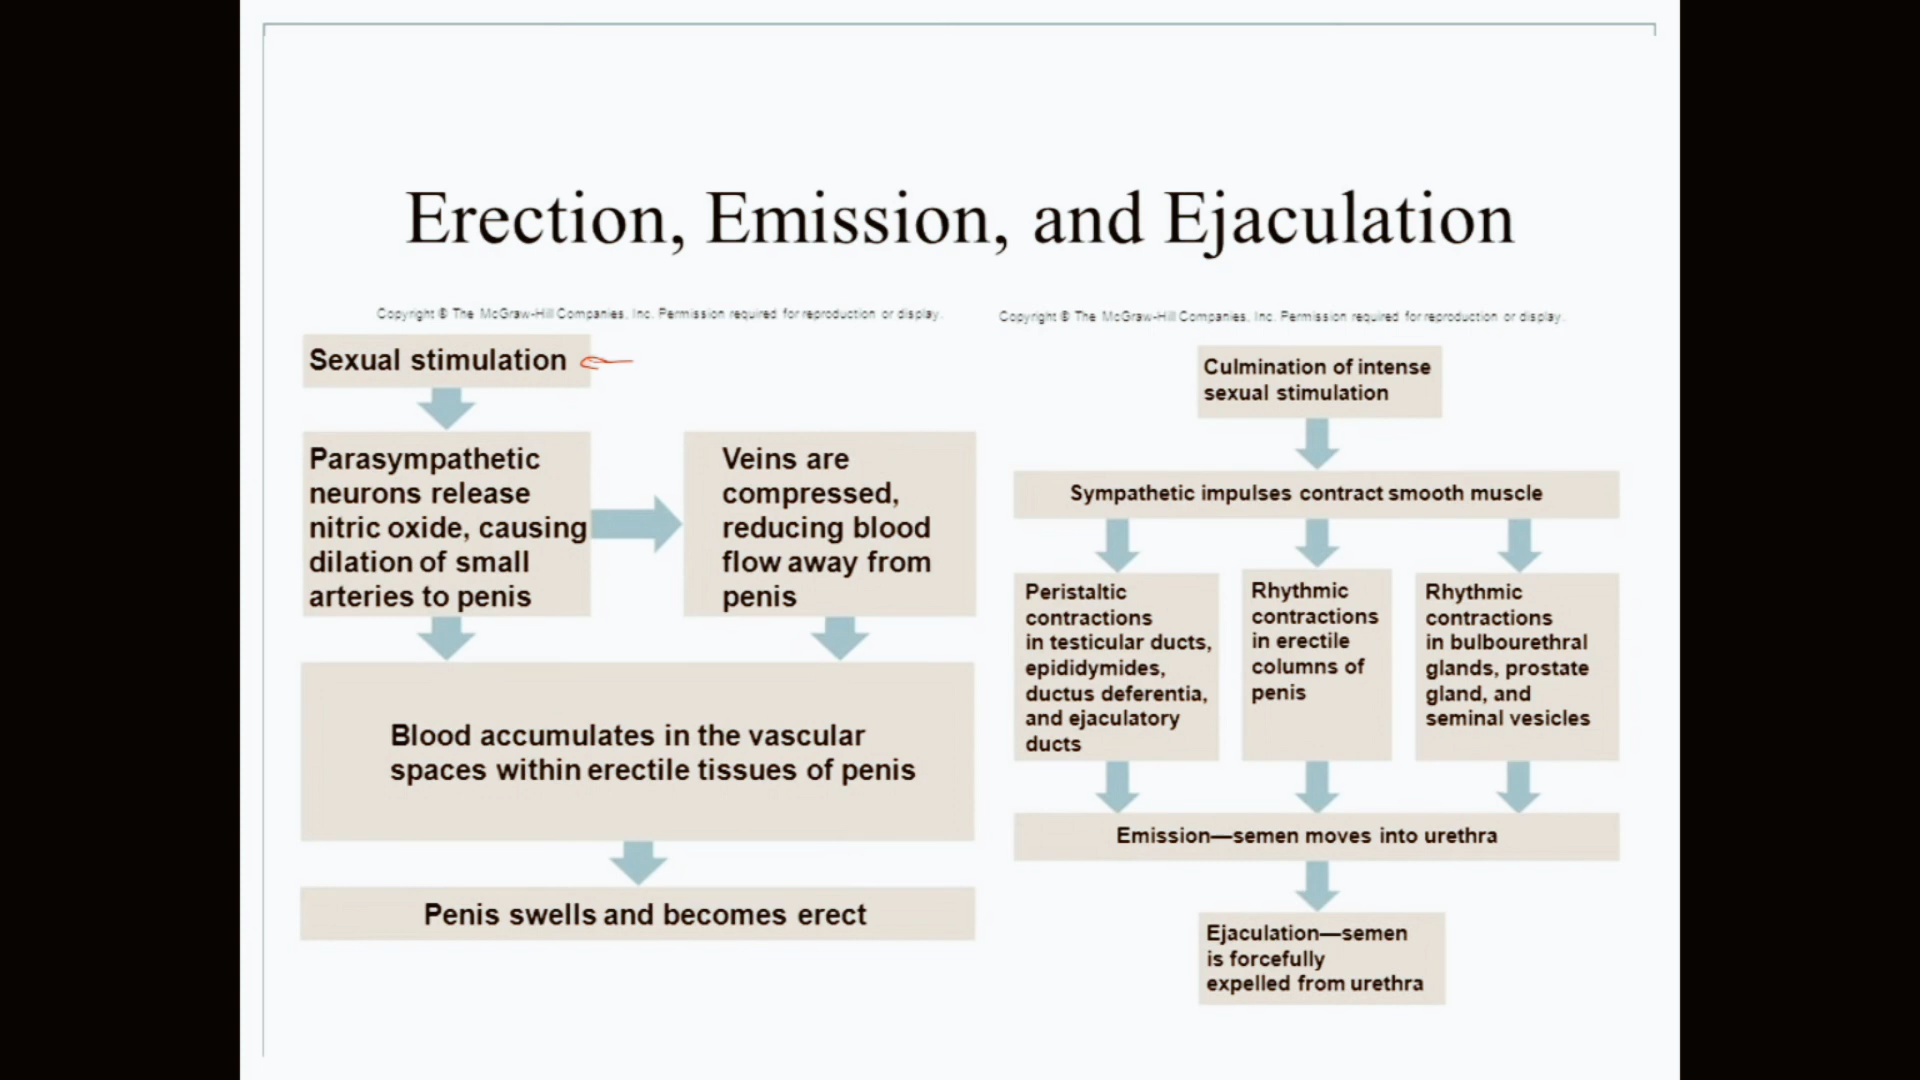 Erection, Emission, and Ejaculation
Copyright © The McGraw-Hill Companies, Inc. Permission required for reproduction or display.
Sexual stimulation
Parasympathetic
neurons release
nitric oxide, causing
dilation of small
arteries to penis
Veins are
compressed,
reducing blood
flow away from
penis
Blood accumulates in the vascular
spaces within erectile tissues of penis
Penis swells and becomes erect
Copyright © The McGraw-Hill Companies, Inc. Permission required for reproduction or display.
Culmination of intense
sexual stimulation
Sympathetic impulses contract smooth muscle
Peristaltic
contractions
in testicular ducts,
epididymides,
ductus deferentia,
and ejaculatory
ducts
Rhythmic
contractions
in erectile
columns of
penis
Rhythmic
contractions
in bulbourethral
glands, prostate
gland, and
seminal vesicles
Emission—semen moves into urethra
Ejaculation—semen
is forcefully
expelled from urethra